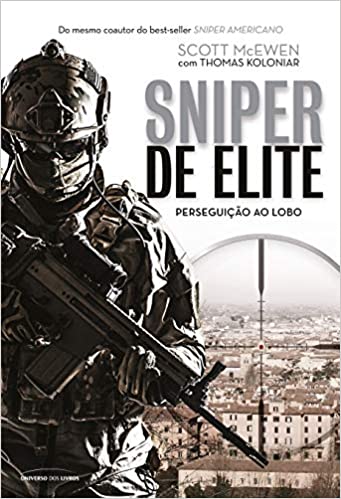 Do mesmo coautor do best-seller SNIPER AMERICANO
SCOTT McEWEN
com THOMAS KOLONIAR
SNIPER
DE ELITE
PERSEGUIÇÃO AO LOBO
UNIVERSO DOS LIVROS